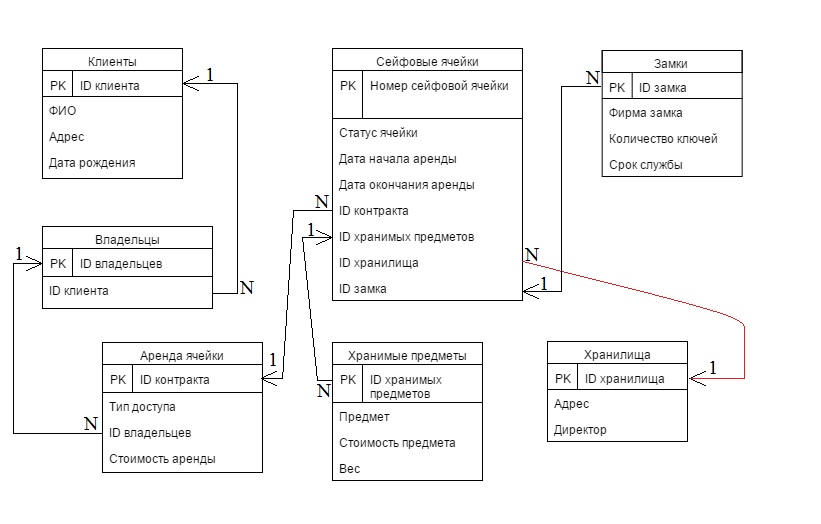 Клиенты
PK ID клиента
ФИО
Адрес
Дата рождения
1
N
Владельцы
PK ID владельцев
ID клиента
1
N
Аренда ячейки
PK ID контракта
Тип доступа
ID владельцев
Стоимость аренды
1
N
Сейфовые ячейки
PK Номер сейфовой ячейки
Статус ячейки
Дата начала аренды
Дата окончания аренды
ID контракта
ID хранимых предметов
ID хранилища
ID замка
1
N
1
N
Хранимые предметы
PK ID хранимых
предметов
Предмет
Стоимость предмета
Вес
N
Замки
PK ID замка
Фирма замка
Количество ключей
Срок службы
Хранилища
PK ID хранилища
Адрес
Директор
1